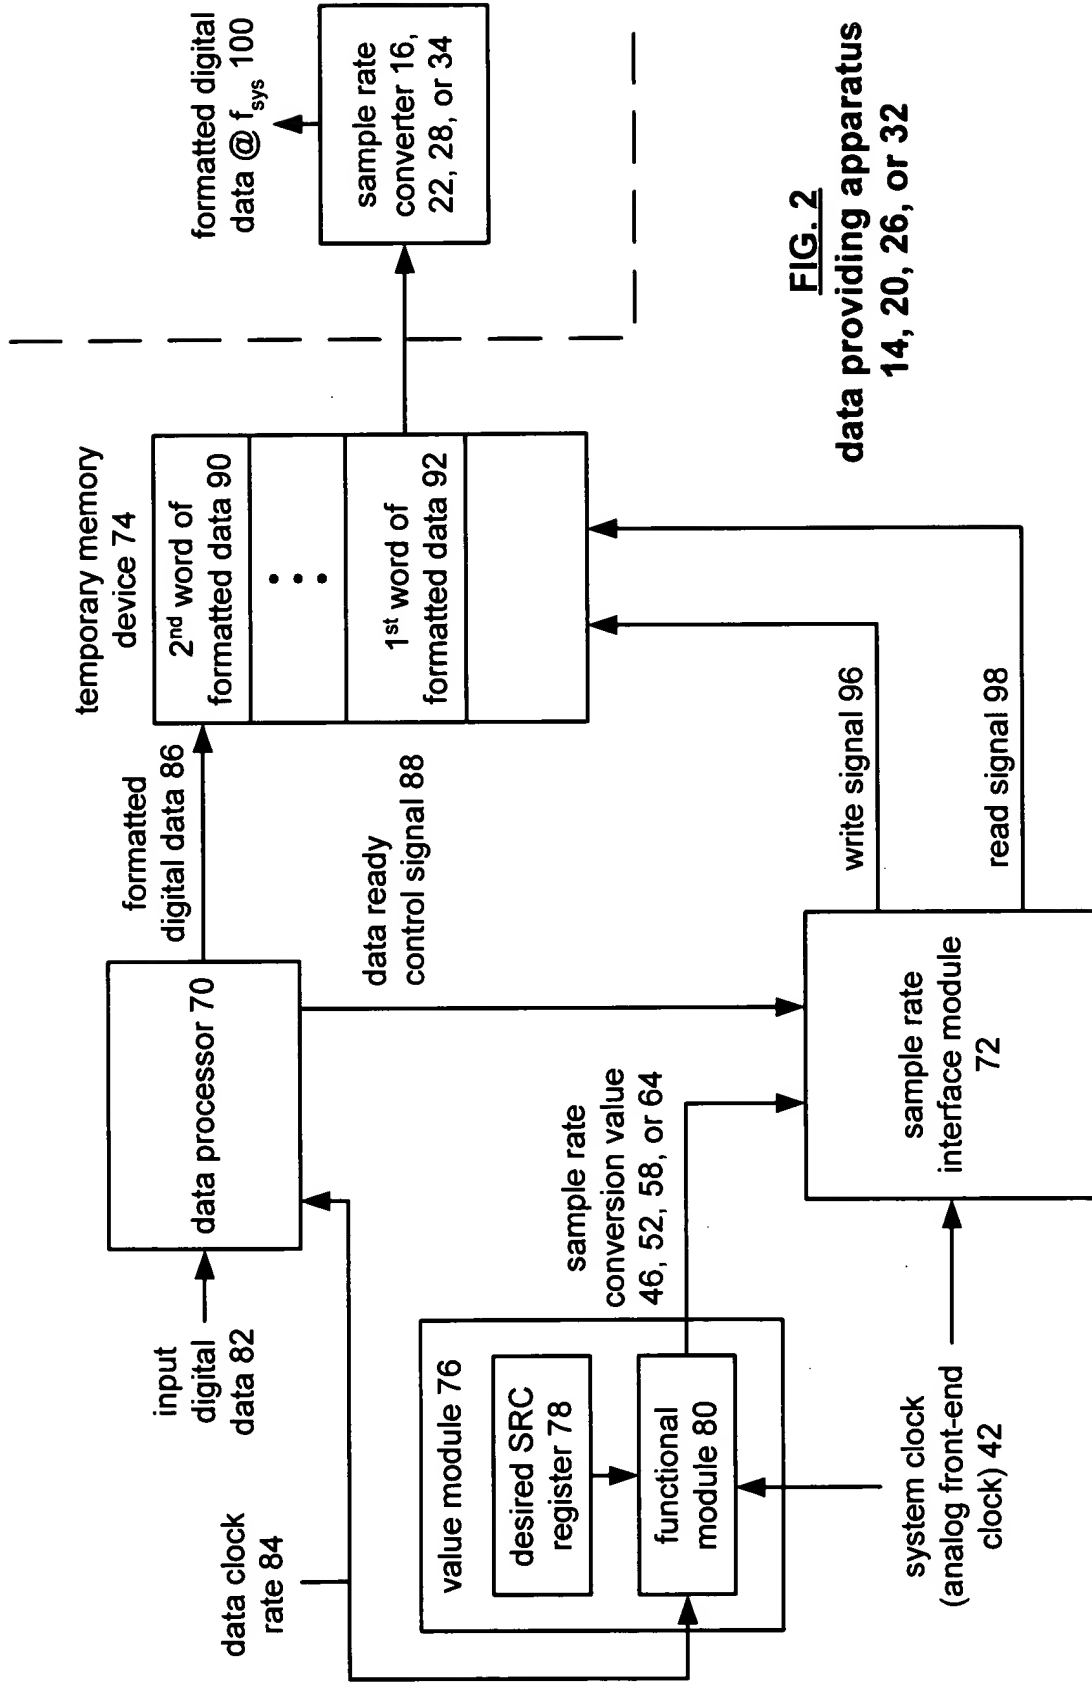 input
digital
data 82
data processor 70
formatted
digital data 86
temporary memory
device 74
2nd word of
formatted data 90
1st word of
formatted data 92
formatted digital
data @ fsys 100
sample rate
converter 16,
22, 28, or 34
data clock
rate 84
data ready
control signal 88
value module 76
desired SRC
register 78
functional
module 80
sample rate
conversion value
46, 52, 58, or 64
system clock
(analog front-end
clock) 42
sample rate
interface module
72
write signal 96
read signal 98
FIG. 2
data providing apparatus
14, 20, 26, or 32